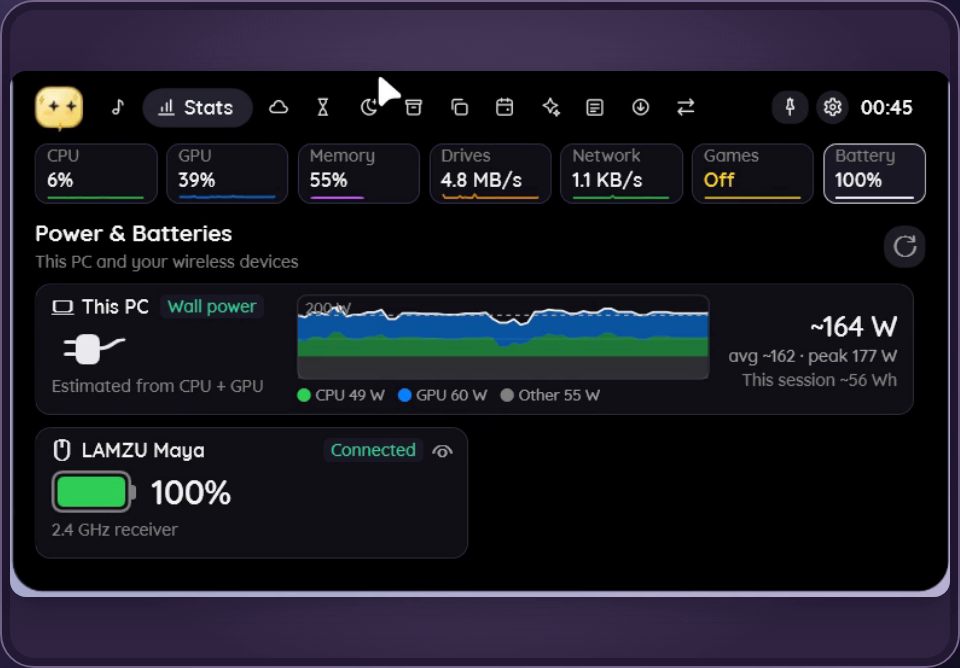 Stats
00:45
CPU
6%
GPU
39%
Memory
55%
Drives
4.8 MB/s
Network
1.1 KB/s
Games
Off
Battery
100%
Power & Batteries
This PC and your wireless devices
This PC
Wall power
Estimated from CPU + GPU
200 W
CPU 49 W
GPU 60 W
Other 55 W
~164 W
avg ~162 · peak 177 W
This session ~56 Wh
LAMZU Maya
Connected
100%
2.4 GHz receiver